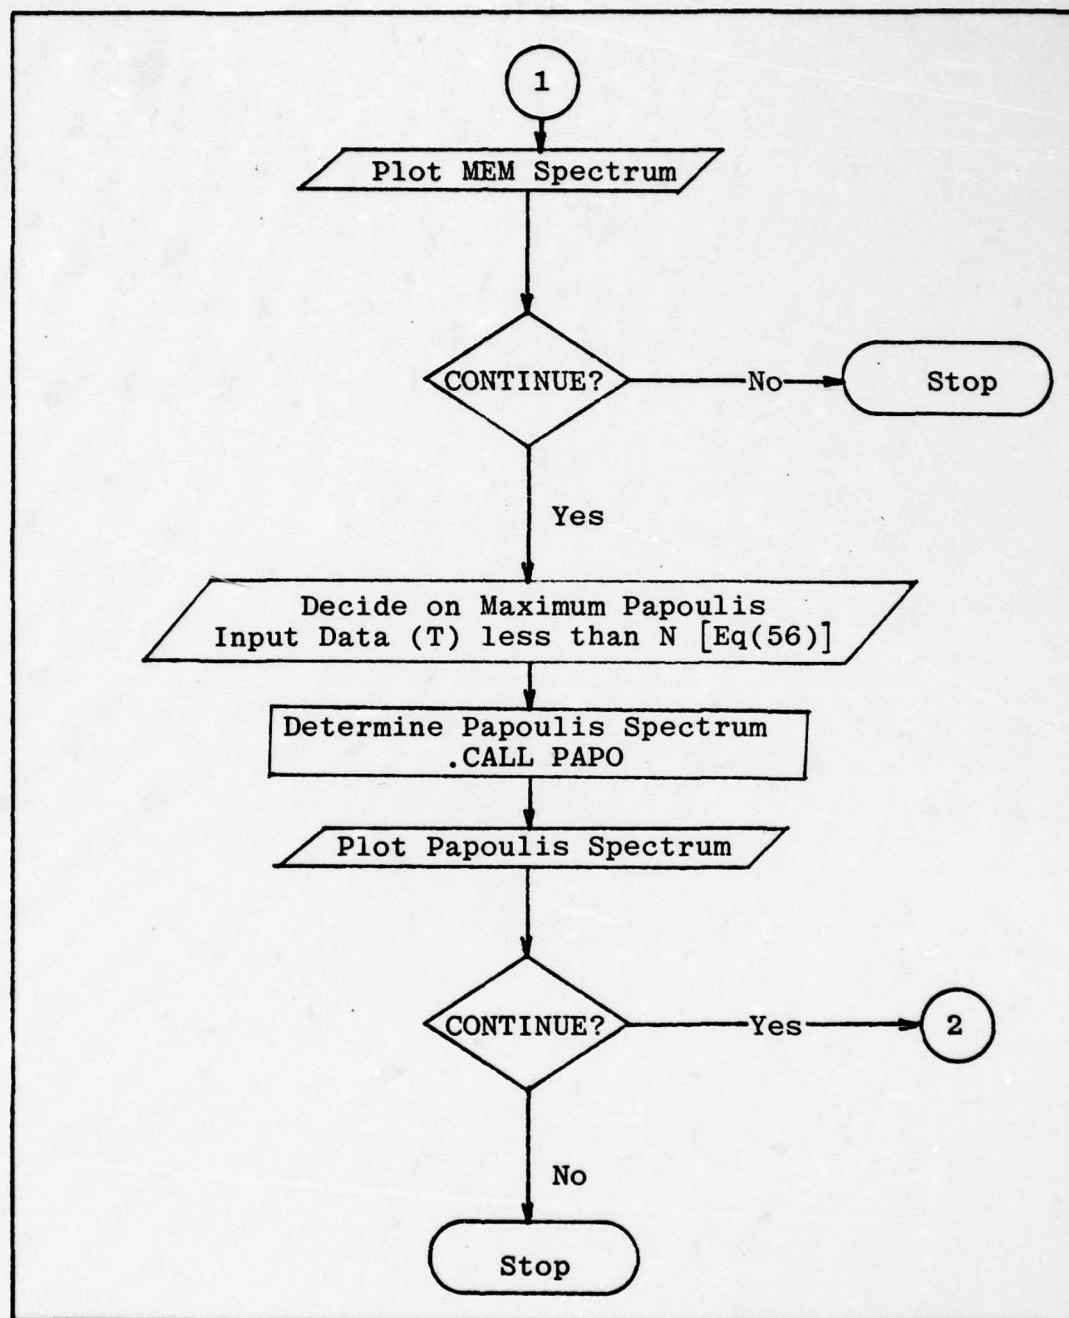 1
Plot MEM Spectrum
CONTINUE?
No
Stop
Yes
Decide on Maximum Papoulis
Input Data (T) less than N [Eq(56)]
Determine Papoulis Spectrum
.CALL PAPO
Plot Papoulis Spectrum
CONTINUE?
Yes
2
No
Stop